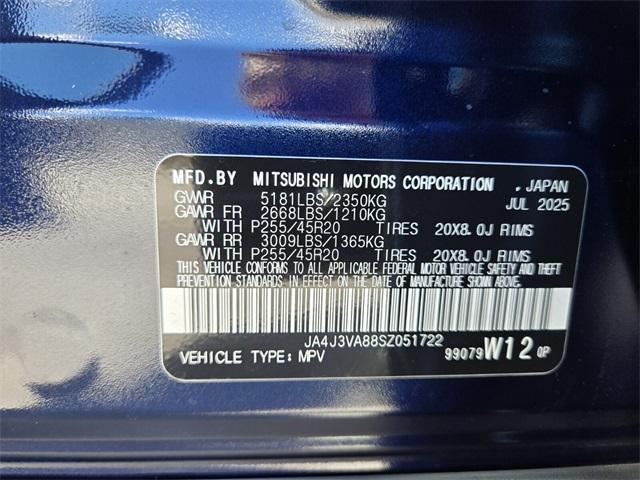 MFD.BY MITSUBISHI MOTORS CORPORATION . JAPAN
GVWR 5181LBS/2350KG JUL 2025
GAWR FR 2668LBS/1210KG
WITH P255/45R20 TIRES 20X8.0J RIMS
GAWR RR 3009LBS/1365KG
WITH P255/45R20 TIRES 20X8.0J RIMS
THIS VEHICLE CONFORMS TO ALL APPLICABLE FEDERAL MOTOR VEHICLE SAFETY AND THEFT
PREVENTION STANDARDS IN EFFECT ON THE DATE OF MANUFACTURE SHOWN ABOVE.
JA4J3VA88SZ051722
VEHICLE TYPE:MPV 99079 W12 0P